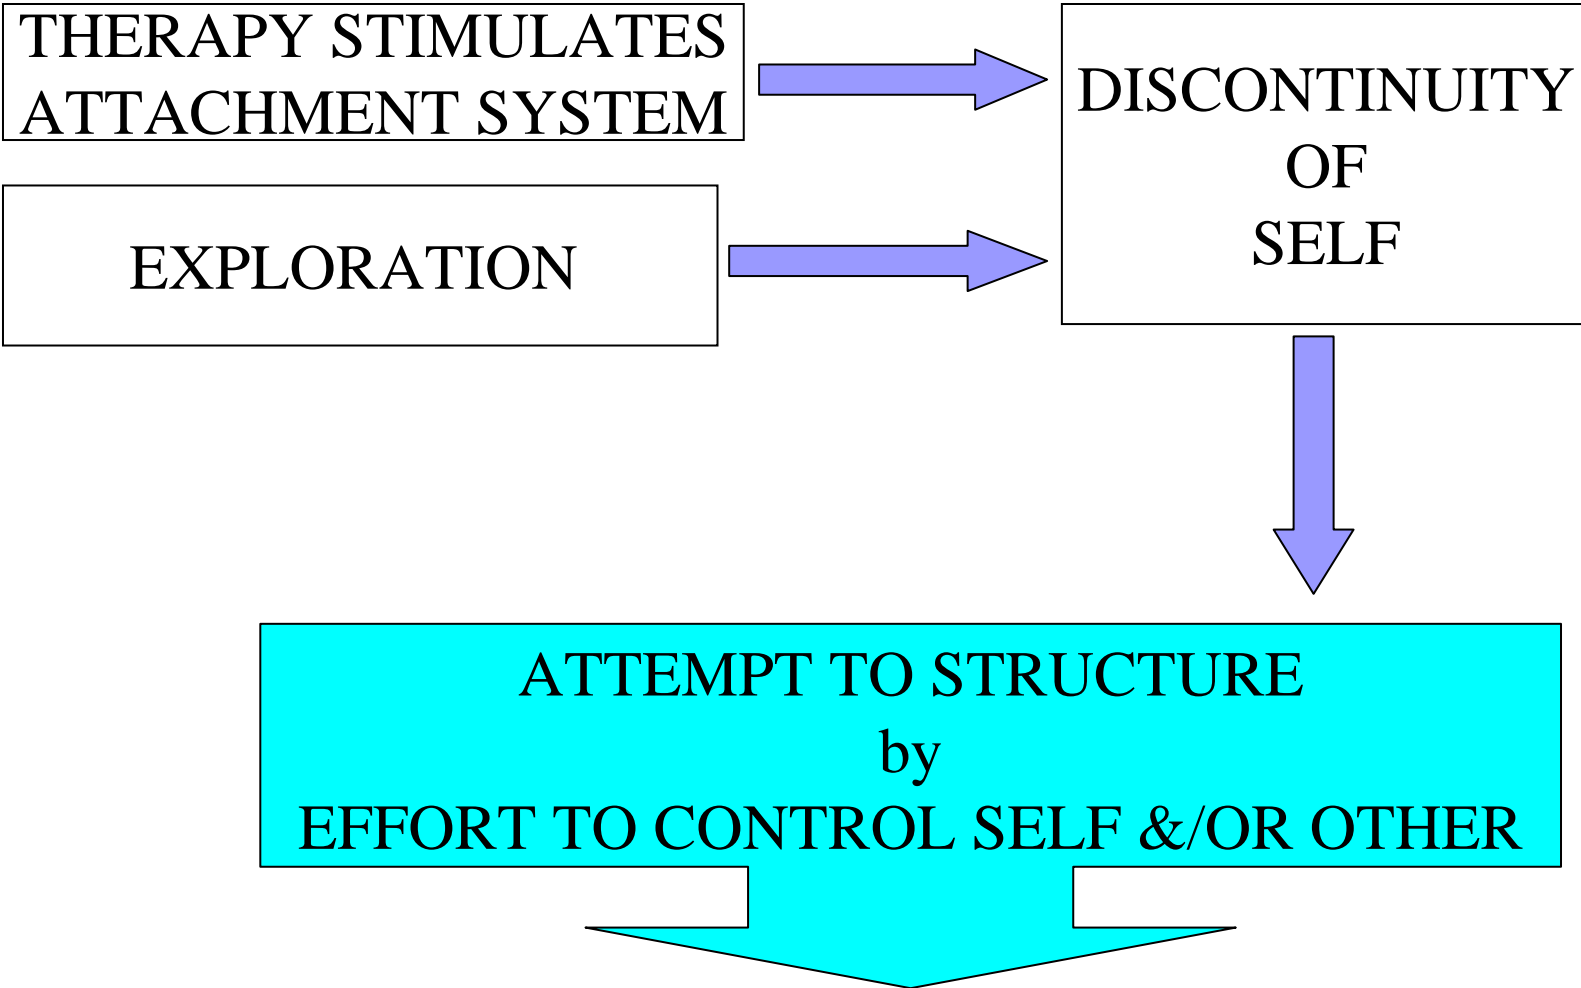 THERAPY STIMULATES
ATTACHMENT SYSTEM
EXPLORATION
DISCONTINUITY
OF
SELF
ATTEMPT TO STRUCTURE
by
EFFORT TO CONTROL SELF &/OR OTHER